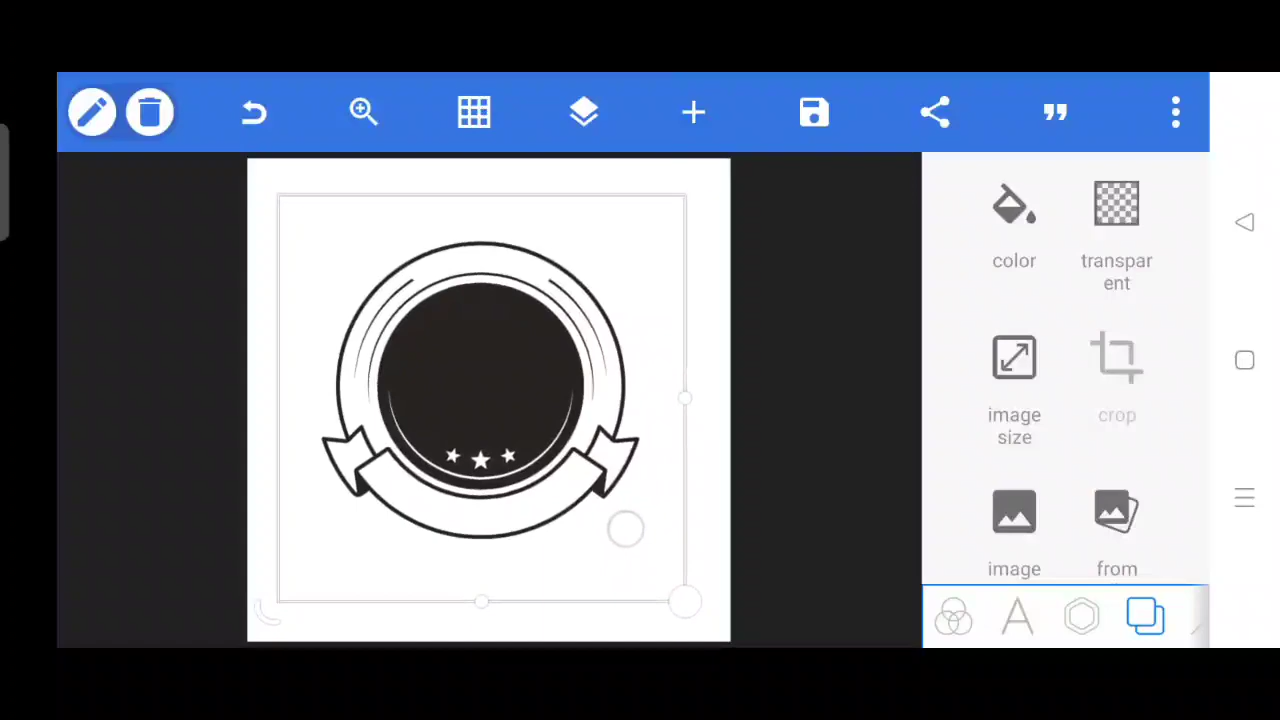 color
transpar
ent
image
size
crop
image
from